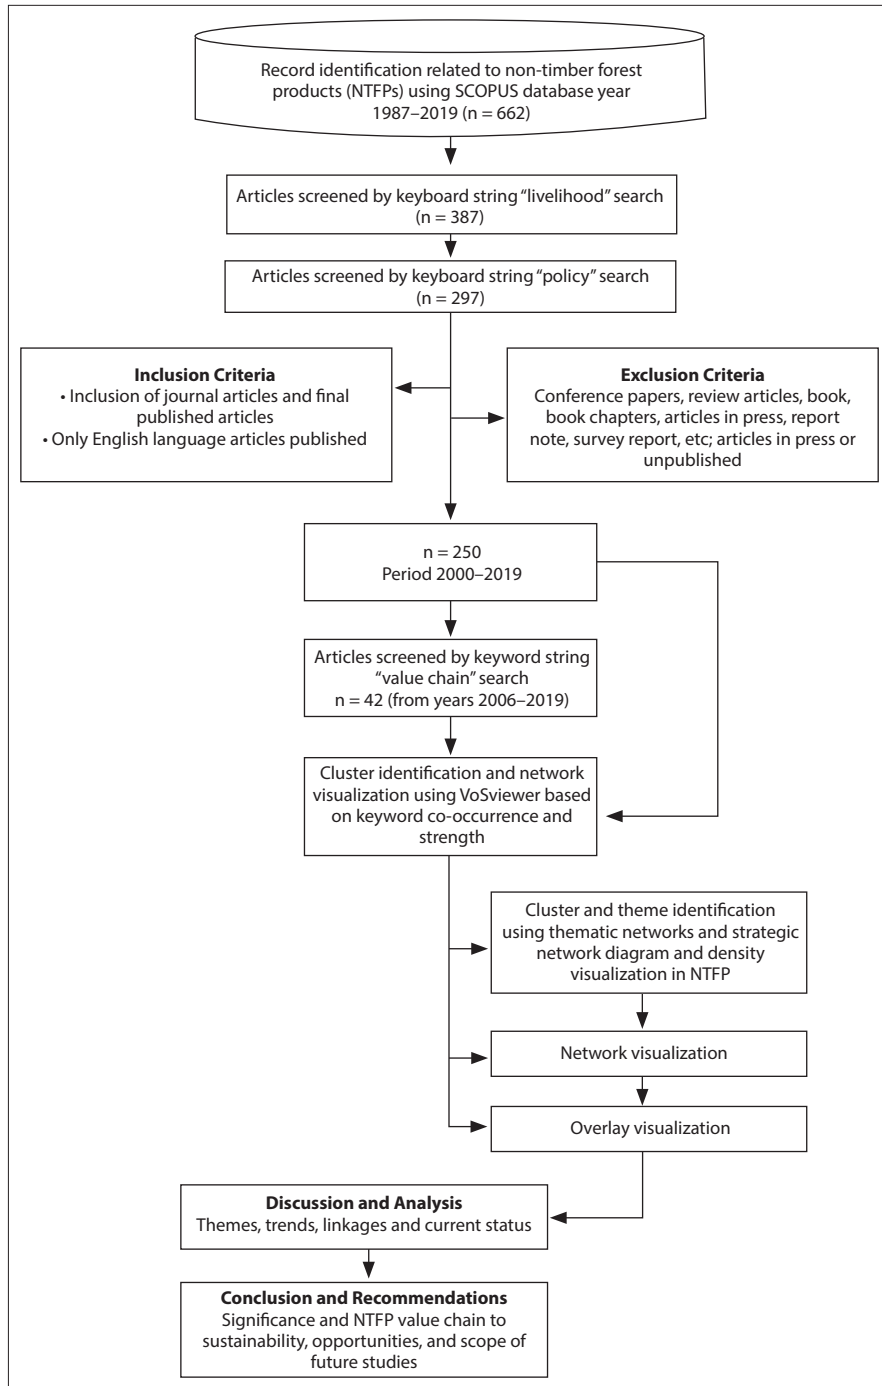 Record identification related to non-timber forest
products (NTFPs) using SCOPUS database year
1987–2019 (n = 662)
Articles screened by keyboard string “livelihood” search
(n = 387)
Articles screened by keyboard string “policy” search
(n = 297)
Inclusion Criteria
• Inclusion of journal articles and final
published articles
• Only English language articles published
Exclusion Criteria
Conference papers, review articles, book,
book chapters, articles in press, report
note, survey report, etc; articles in press or
unpublished
n = 250
Period 2000–2019
Articles screened by keyword string
“value chain” search
n = 42 (from years 2006–2019)
Cluster identification and network
visualization using VoSviewer based
on keyword co-occurrence and
strength
Cluster and theme identification
using thematic networks and strategic
network diagram and density
visualization in NTFP
Network visualization
Overlay visualization
Discussion and Analysis
Themes, trends, linkages and current status
Conclusion and Recommendations
Significance and NTFP value chain to
sustainability, opportunities, and scope of
future studies